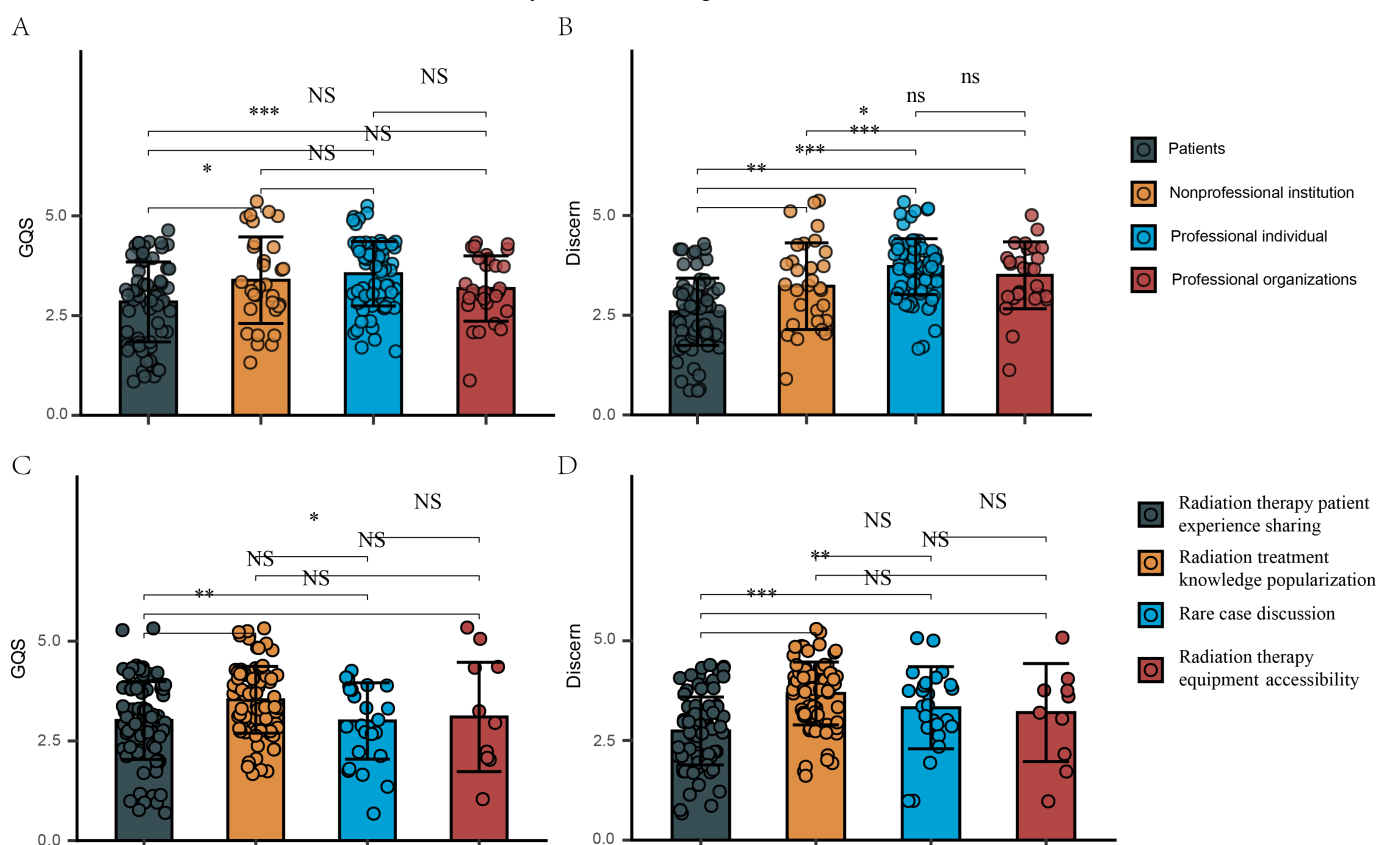 A
B
NS
NS
***
NS
NS
*
GQS
5.0
2.5
0.0
ns
ns
*
***
***
**
Discern
5.0
2.5
0.0
Patients
Nonprofessional institution
Professional individual
Professional organizations
C
D
NS
*
NS
NS
NS
**
GQS
5.0
2.5
0.0
NS
NS
NS
**
NS
***
Discern
5.0
2.5
0.0
Radiation therapy patient
experience sharing
Radiation treatment
knowledge popularization
Rare case discussion
Radiation therapy
equipment accessibility